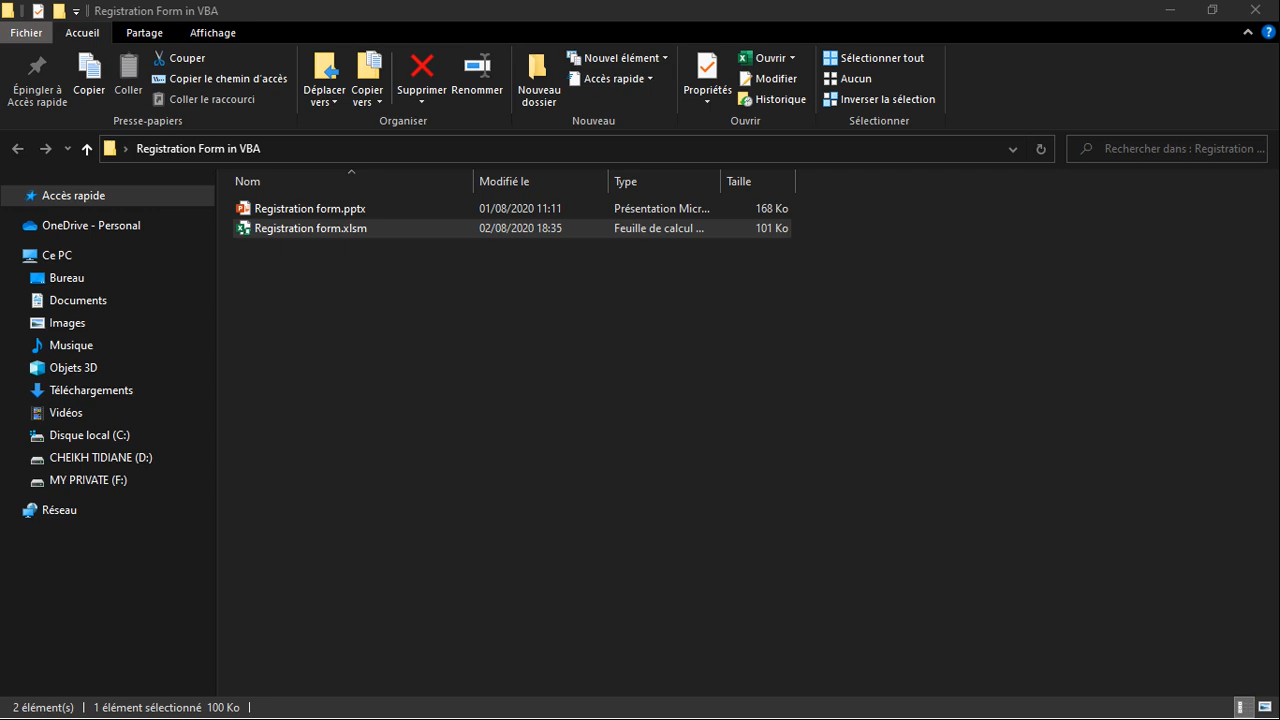 Registration Form in VBA
Fichier Accueil Partage Affichage
Épingler à Accès rapide
Copier
Coller
Couper
Copier le chemin d'accès
Coller le raccourci
Presse-papiers
Déplacer vers
Copier vers
Supprimer
Renommer
Organiser
Nouveau dossier
Nouvel élément
Accès rapide
Nouveau
Propriétés
Ouvrir
Modifier
Historique
Ouvrir
Sélectionner tout
Aucun
Inverser la sélection
Sélectionner
Registration Form in VBA
Rechercher dans : Registration ...
Nom Modifié le Type Taille
Registration form.pptx 01/08/2020 11:11 Présentation Micr... 168 Ko
Registration form.xlsm 02/08/2020 18:35 Feuille de calcul ... 101 Ko
Accès rapide
OneDrive - Personal
Ce PC
Bureau
Documents
Images
Musique
Objets 3D
Téléchargements
Vidéos
Disque local (C:)
CHEIKH TIDIANE (D:)
MY PRIVATE (F:)
Réseau
2 élément(s) 1 élément sélectionné 100 Ko